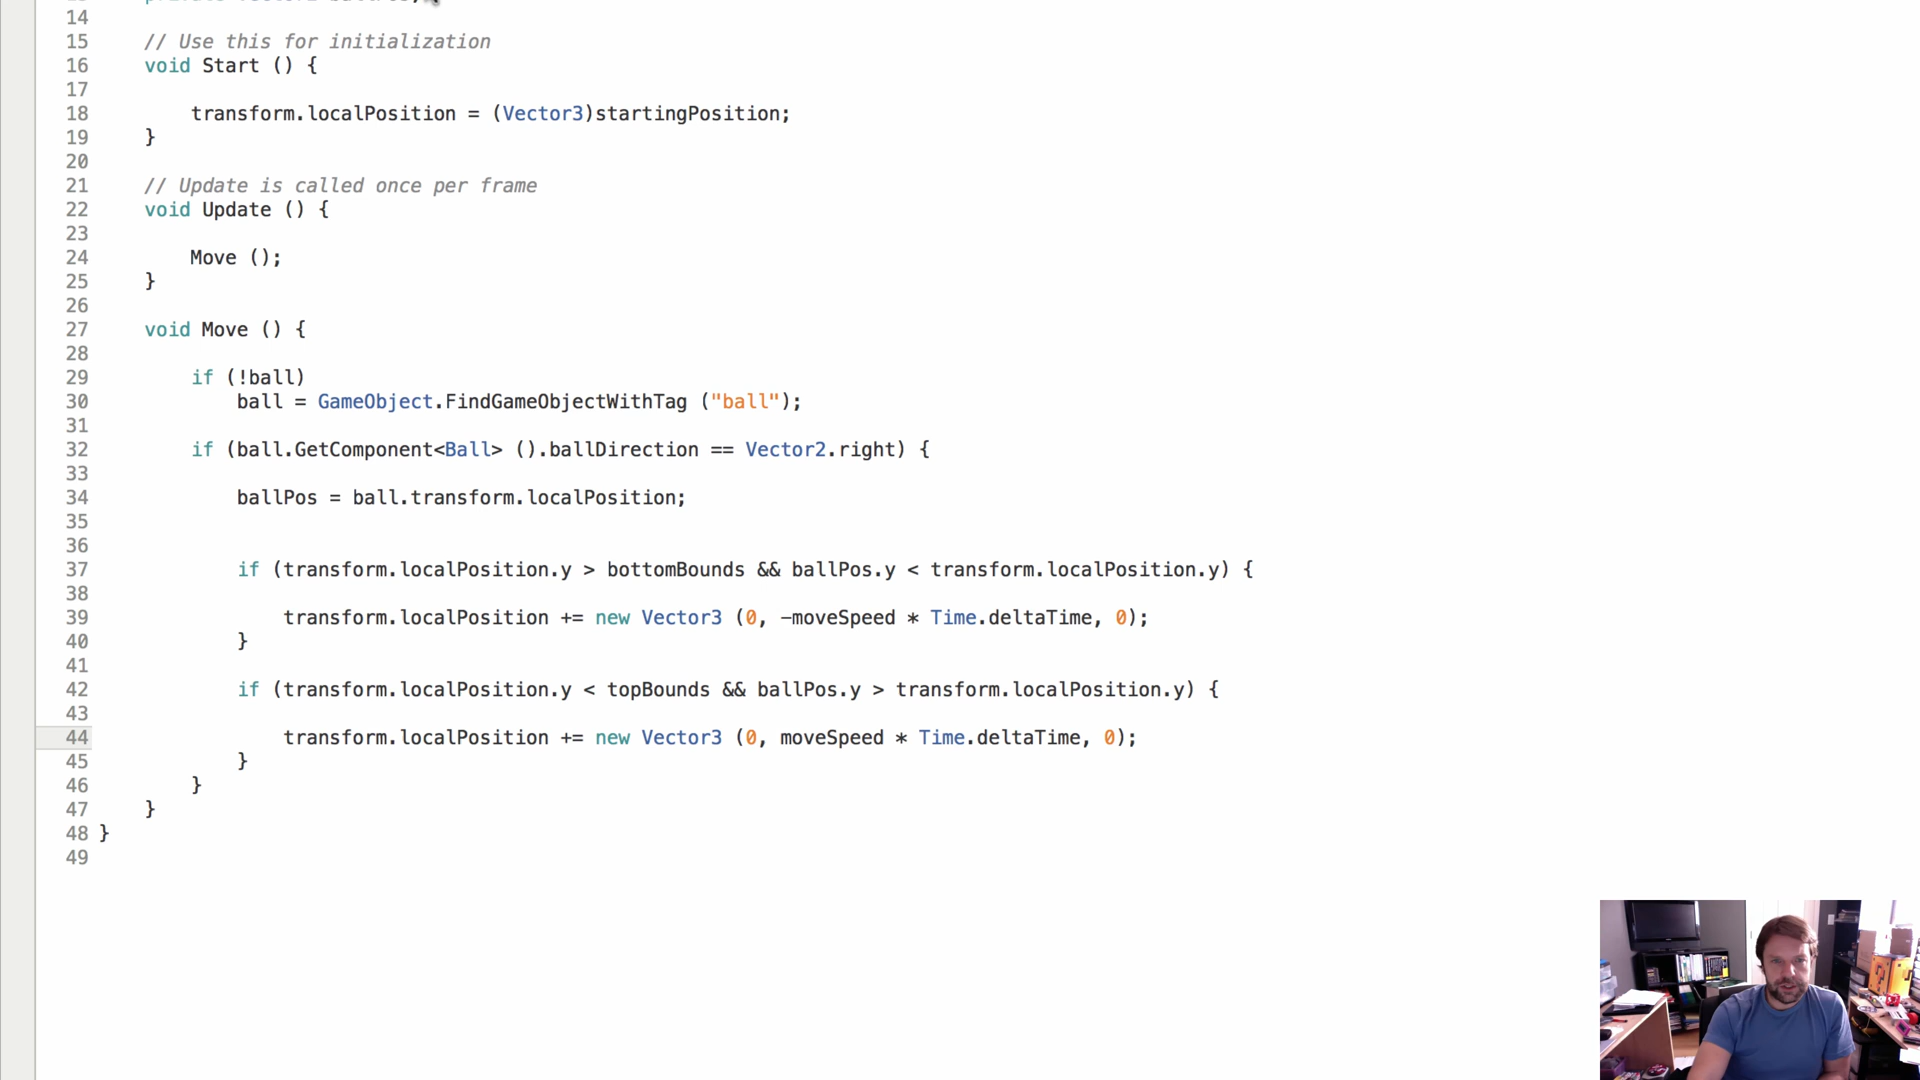 14
15 // Use this for initialization
16 void Start () {
17
18 transform.localPosition = (Vector3)startingPosition;
19 }
20
21 // Update is called once per frame
22 void Update () {
23
24 Move ();
25 }
26
27 void Move () {
28
29 if (!ball)
30 ball = GameObject.FindGameObjectWithTag ("ball");
31
32 if (ball.GetComponent<Ball> ().ballDirection == Vector2.right) {
33
34 ballPos = ball.transform.localPosition;
35
36
37 if (transform.localPosition.y > bottomBounds && ballPos.y < transform.localPosition.y) {
38
39 transform.localPosition += new Vector3 (0, -moveSpeed * Time.deltaTime, 0);
40 }
41
42 if (transform.localPosition.y < topBounds && ballPos.y > transform.localPosition.y) {
43
44 transform.localPosition += new Vector3 (0, moveSpeed * Time.deltaTime, 0);
45 }
46 }
47 }
48 }
49